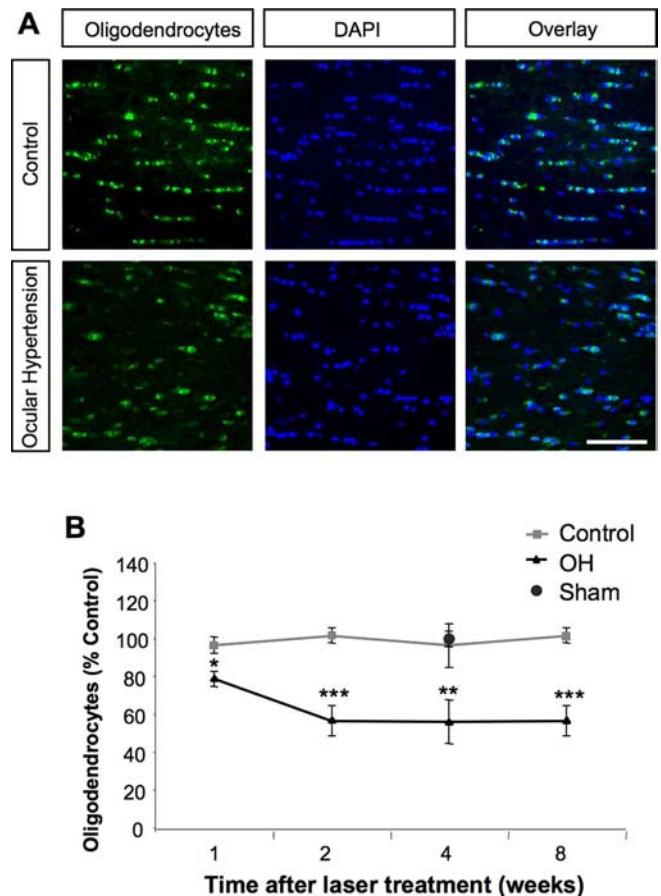 A
Oligodendrocytes
DAPI
Overlay
Control
Ocular Hypertension
B
Control
OH
Sham
Oligodendrocytes (% Control)
140
120
100
80
60
40
20
0
*
***
**
***
1
2
4
8
Time after laser treatment (weeks)